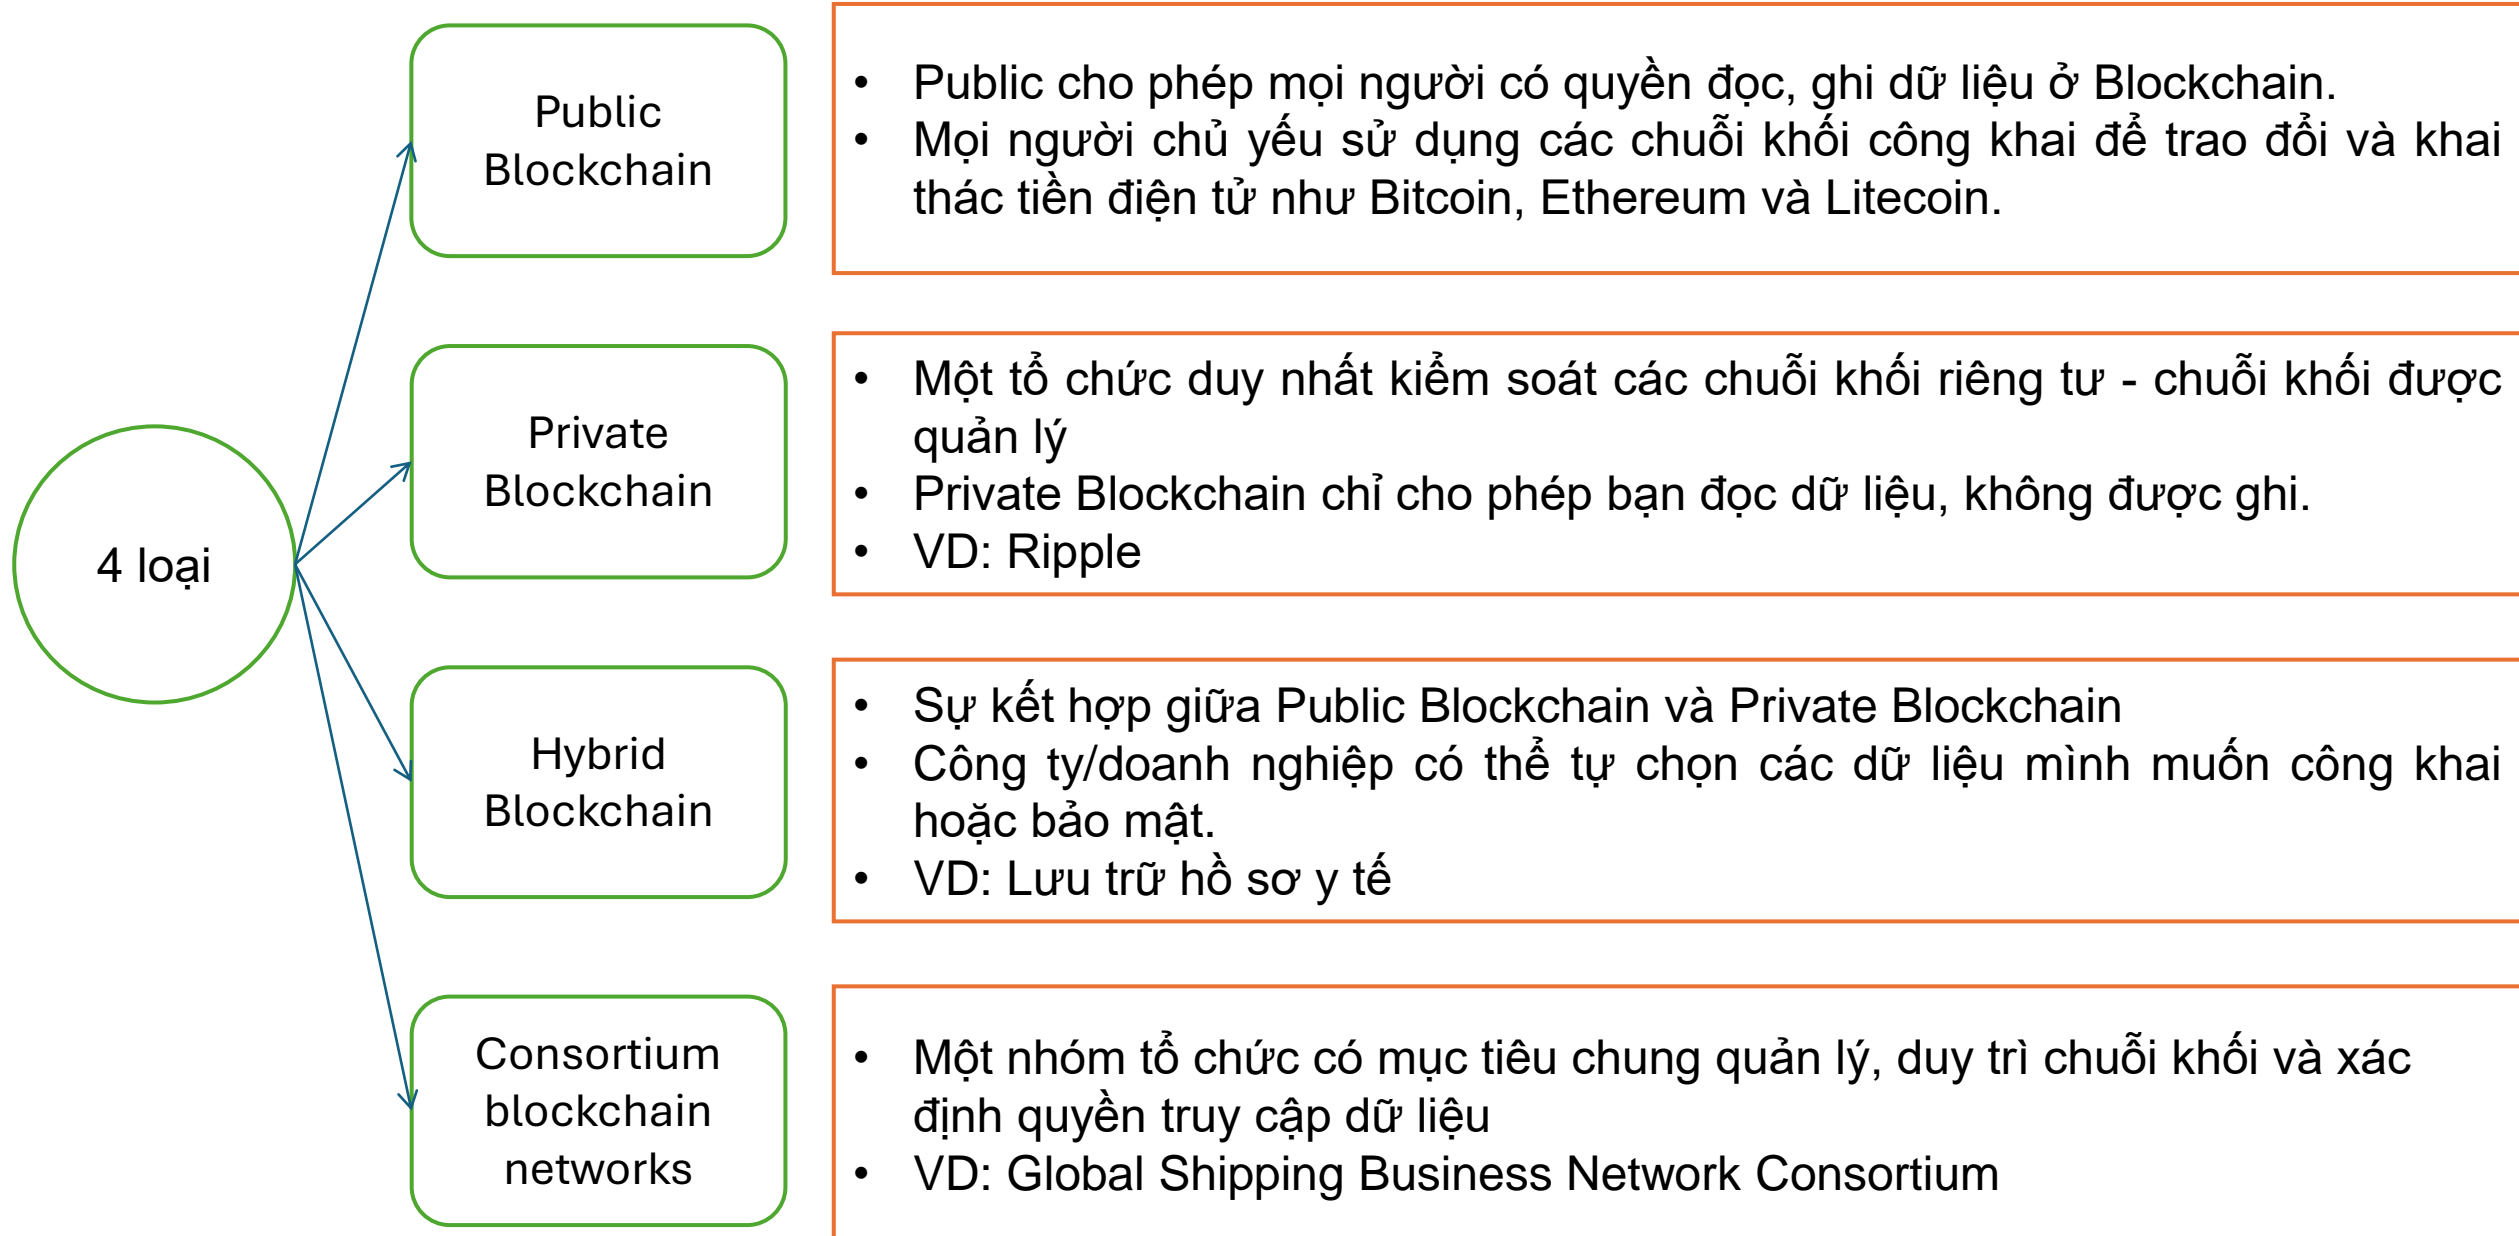 4 loại
Public
Blockchain
• Public cho phép mọi người có quyền đọc, ghi dữ liệu ở Blockchain.
• Mọi người chủ yếu sử dụng các chuỗi khối công khai để trao đổi và khai
thác tiền điện tử như Bitcoin, Ethereum và Litecoin.
Private
Blockchain
• Một tổ chức duy nhất kiểm soát các chuỗi khối riêng tư - chuỗi khối được
quản lý
• Private Blockchain chỉ cho phép bạn đọc dữ liệu, không được ghi.
• VD: Ripple
Hybrid
Blockchain
• Sự kết hợp giữa Public Blockchain và Private Blockchain
• Công ty/doanh nghiệp có thể tự chọn các dữ liệu mình muốn công khai
hoặc bảo mật.
• VD: Lưu trữ hồ sơ y tế
Consortium
blockchain
networks
• Một nhóm tổ chức có mục tiêu chung quản lý, duy trì chuỗi khối và xác
định quyền truy cập dữ liệu
• VD: Global Shipping Business Network Consortium